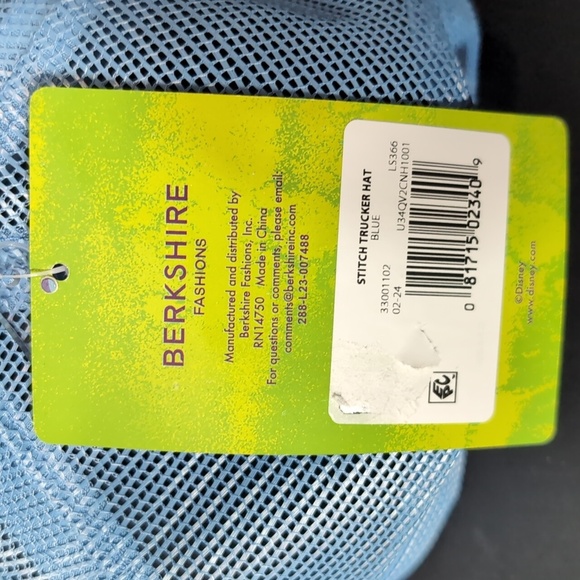 BERKSHIRE
FASHIONS
Manufactured and distributed by
Berkshire Fashions, Inc.
RN14750 Made in China
For questions or comments, please email:
comments@berkshireinc.com
288-L23-007488
STITCH TRUCKER HAT
BLUE
33001102 LS366
02-24 U34QV2CNH1001
0 81715 02340 9
©Disney
www.disney.com